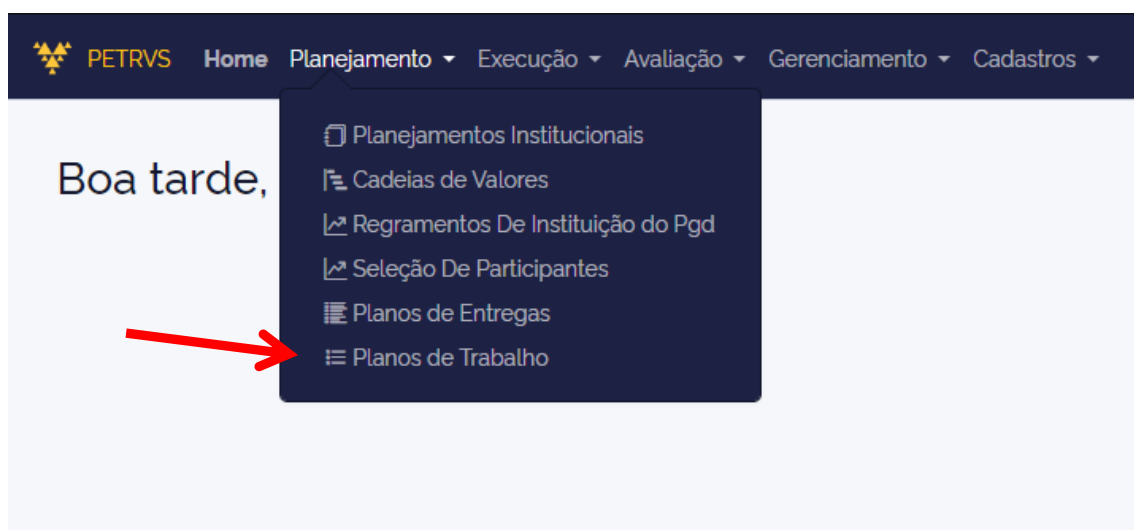 PETRVS Home Planejamento Execução Avaliação Gerenciamento Cadastros
Boa tarde,
Planejamentos Institucionais
Cadeias de Valores
Regramentos De Instituição do Pgd
Seleção De Participantes
Planos de Entregas
Planos de Trabalho